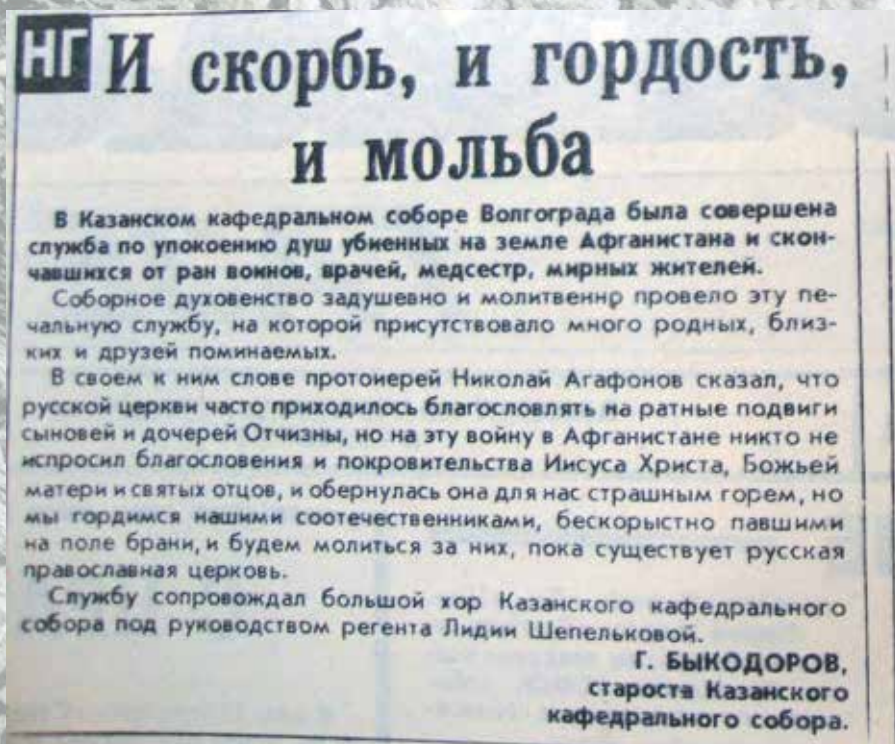 НГ И скорбь, и гордость,
и мольба
В Казанском кафедральном соборе Волгограда была совершена
служба по упокоению душ убиенных на земле Афганистана и скон-
чавшихся от ран воинов, врачей, медсестр, мирных жителей.
Соборное духовенство задушевно и молитвенно провело эту пе-
чальную службу, на которой присутствовало много родных, близ-
ких и друзей поминаемых.
В своем к ним слове протоиерей Николай Агафонов сказал, что
русской церкви часто приходилось благословлять на ратные подвиги
сыновей и дочерей Отчизны, но на эту войну в Афганистане никто не
испросил благословения и покровительства Иисуса Христа, Божьей
матери и святых отцов, и обернулась она для нас страшным горем, но
мы гордимся нашими соотечественниками, бескорыстно павшими
на поле брани, и будем молиться за них, пока существует русская
православная церковь.
Службу сопровождал большой хор Казанского кафедрального
собора под руководством регента Лидии Шепельковой.
Г. БЫКОДОРОВ,
староста Казанского
кафедрального собора.